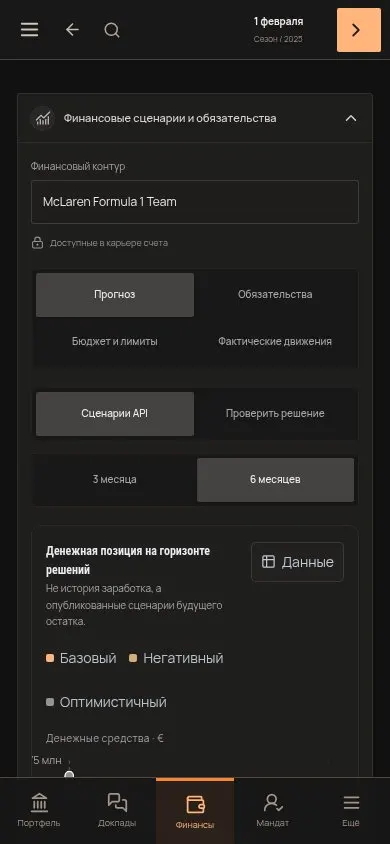 1 февраля
Сезон / 2025
Финансовые сценарии и обязательства
Финансовый контур
McLaren Formula 1 Team
Доступные в карьере счета
Прогноз
Обязательства
Бюджет и лимиты
Фактические движения
Сценарии API
Проверить решение
3 месяца
6 месяцев
Денежная позиция на горизонте
решений
Данные
Не история заработка, а
опубликованные сценарии будущего
остатка.
Базовый
Негативный
Оптимистичный
Денежные средства · €
75 млн
Портфель
Доклады
Финансы
Мандат
Ещё